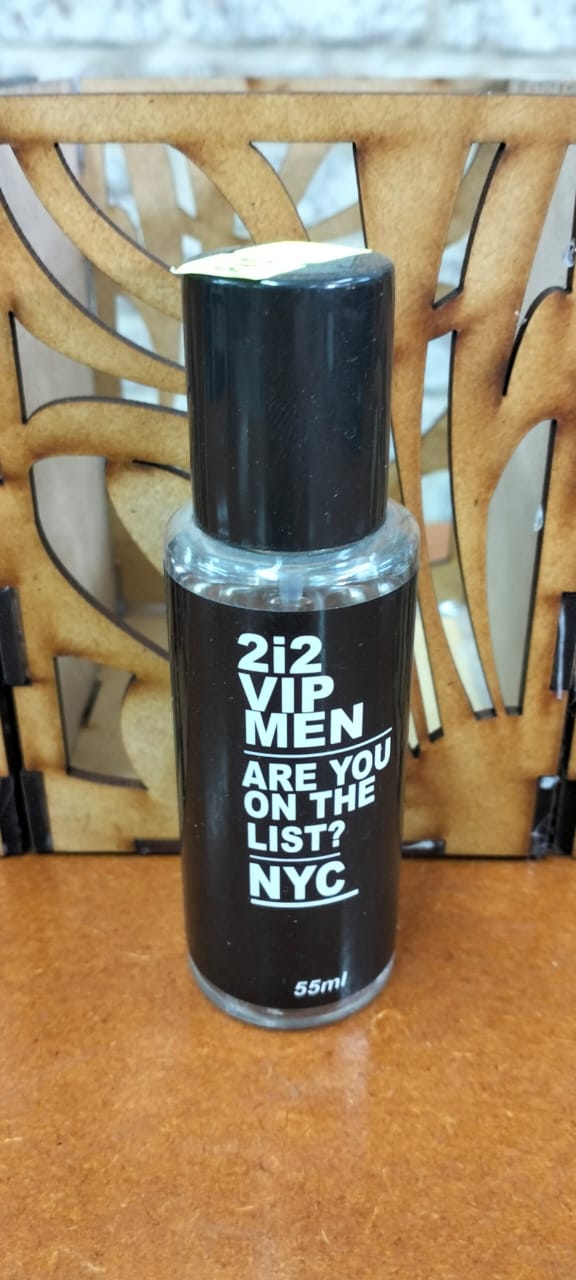 2i2
VIP
MEN
ARE YOU
ON THE
LIST?
NYC
55ml